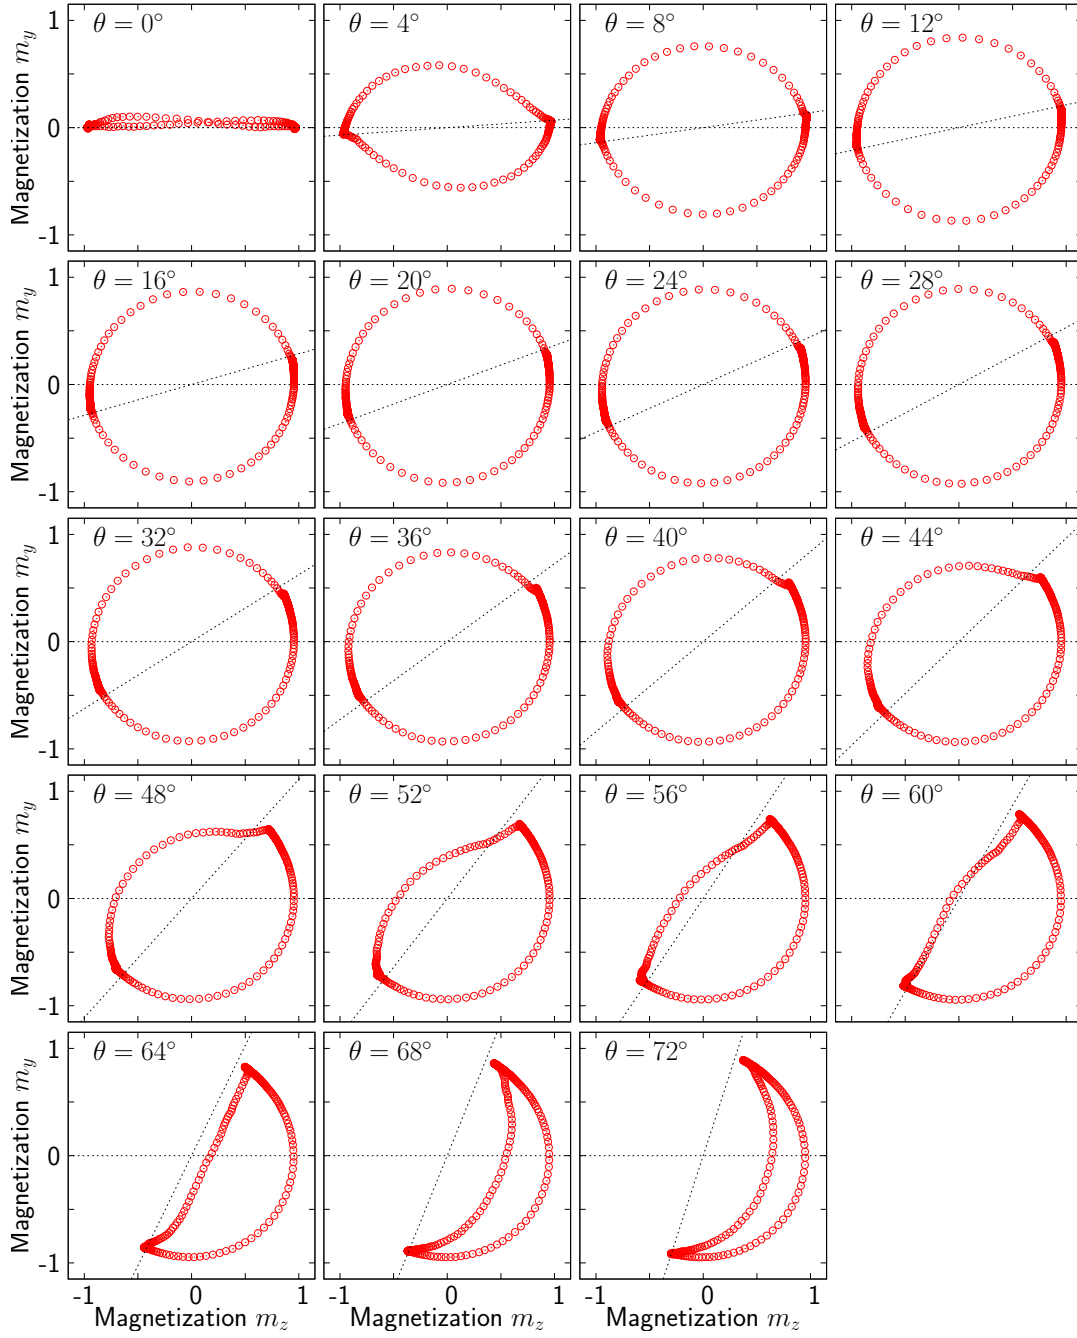 1 θ = 0° θ = 4° θ = 8° θ = 12°
Magnetization m_y
0
-1
θ = 16° θ = 20° θ = 24° θ = 28°
1
Magnetization m_y
0
-1
θ = 32° θ = 36° θ = 40° θ = 44°
1
Magnetization m_y
0
-1
θ = 48° θ = 52° θ = 56° θ = 60°
1
Magnetization m_y
0
-1
θ = 64° θ = 68° θ = 72°
1
Magnetization m_y
0
-1
-1 0 1 -1 0 1 -1 0 1
Magnetization m_z Magnetization m_z Magnetization m_z